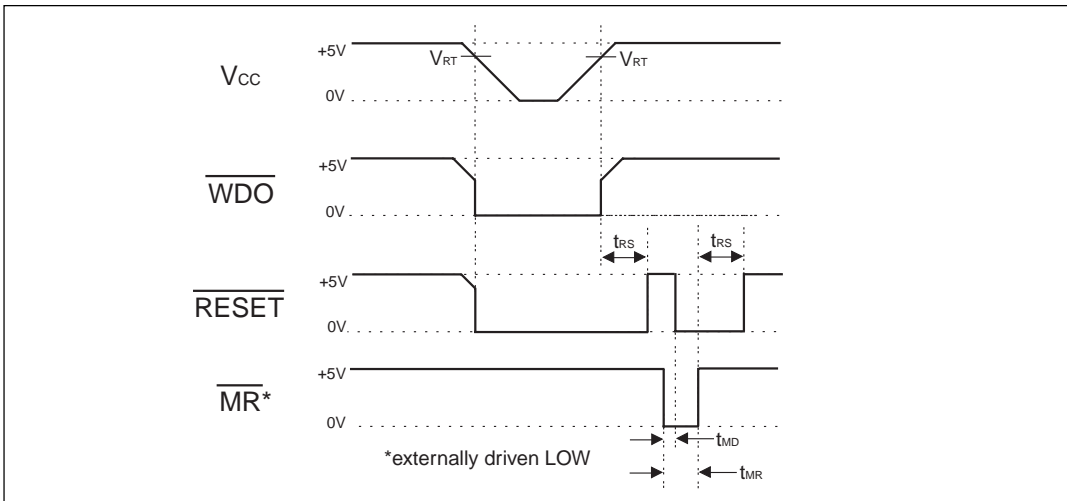 +5V
VRT
VRT
VCC
0V
+5V
WDO
0V
tRS
tRS
+5V
RESET
0V
+5V
MR*
0V
tMD
*externally driven LOW
tMR